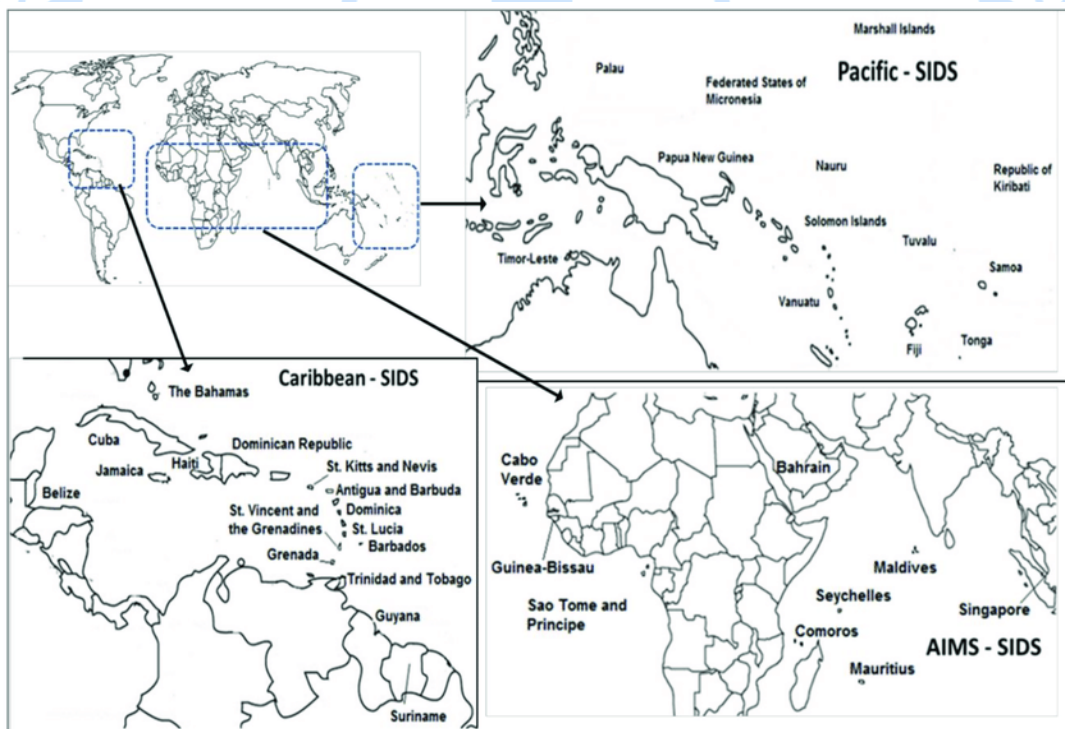 Marshall Islands
Pacific - SIDS
Palau
Federated States of
Micronesia
Papua New Guinea
Nauru
Republic of
Kiribati
Solomon Islands
Tuvalu
Timor-Leste
Samoa
Vanuatu
Fiji
Tonga
Caribbean - SIDS
The Bahamas
Cuba
Dominican Republic
Haiti
Jamaica
St. Kitts and Nevis
Belize
Antigua and Barbuda
St. Vincent and
the Grenadines
Dominica
St. Lucia
Barbados
Grenada
Trinidad and Tobago
Guyana
Suriname
Cabo
Verde
Bahrain
Guinea-Bissau
Maldives
Sao Tome and
Principe
Seychelles
Singapore
Comoros
AIMS - SIDS
Mauritius